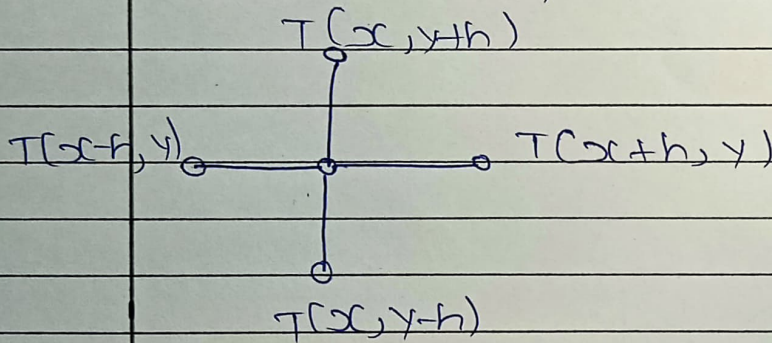 T(x, y+h)
T(x-h, y) T(x+h, y)
T(x, y-h)